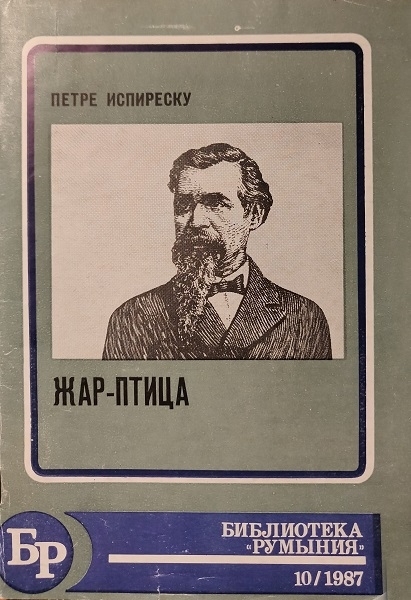 ПЕТРЕ ИСПИРЕСКУ
ЖАР-ПТИЦА
БР
БИБЛИОТЕКА
«РУМЫНИЯ»
10/1987